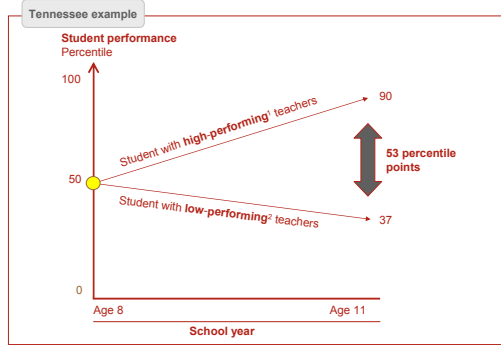 Tennessee example
Student performance
Percentile
100
Student with high-performing¹ teachers
90
53 percentile
points
50
Student with low-performing² teachers
37
0
Age 8
Age 11
School year